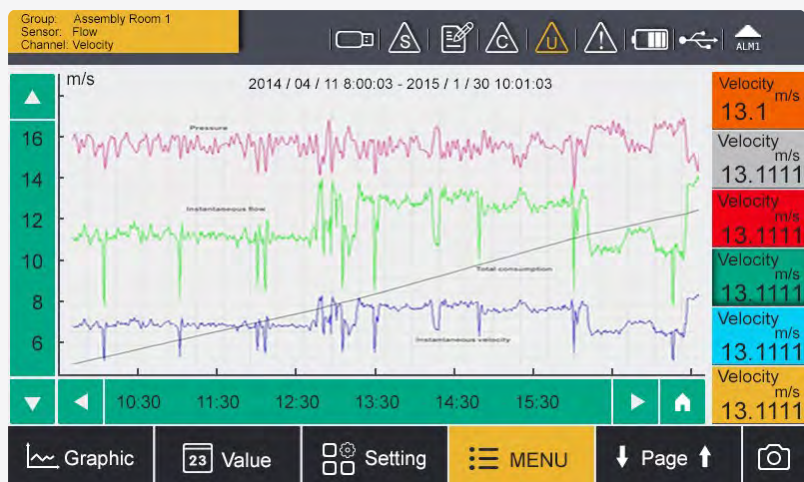 Group: Assembly Room 1
Sensor: Flow
Channel: Velocity
S
C
U
ALM1
m/s
2014 / 04 / 11 8:00:03 - 2015 / 1 / 30 10:01:03
16
14
12
10
8
6
Pressure
Instantaneous flow
Total consumption
Instantaneous velocity
Velocity
m/s
13.1
Velocity
m/s
13.1111
Velocity
m/s
13.1111
Velocity
m/s
13.1111
Velocity
m/s
13.1111
Velocity
m/s
13.1111
10:30 11:30 12:30 13:30 14:30 15:30
Graphic
23 Value
Setting
MENU
Page